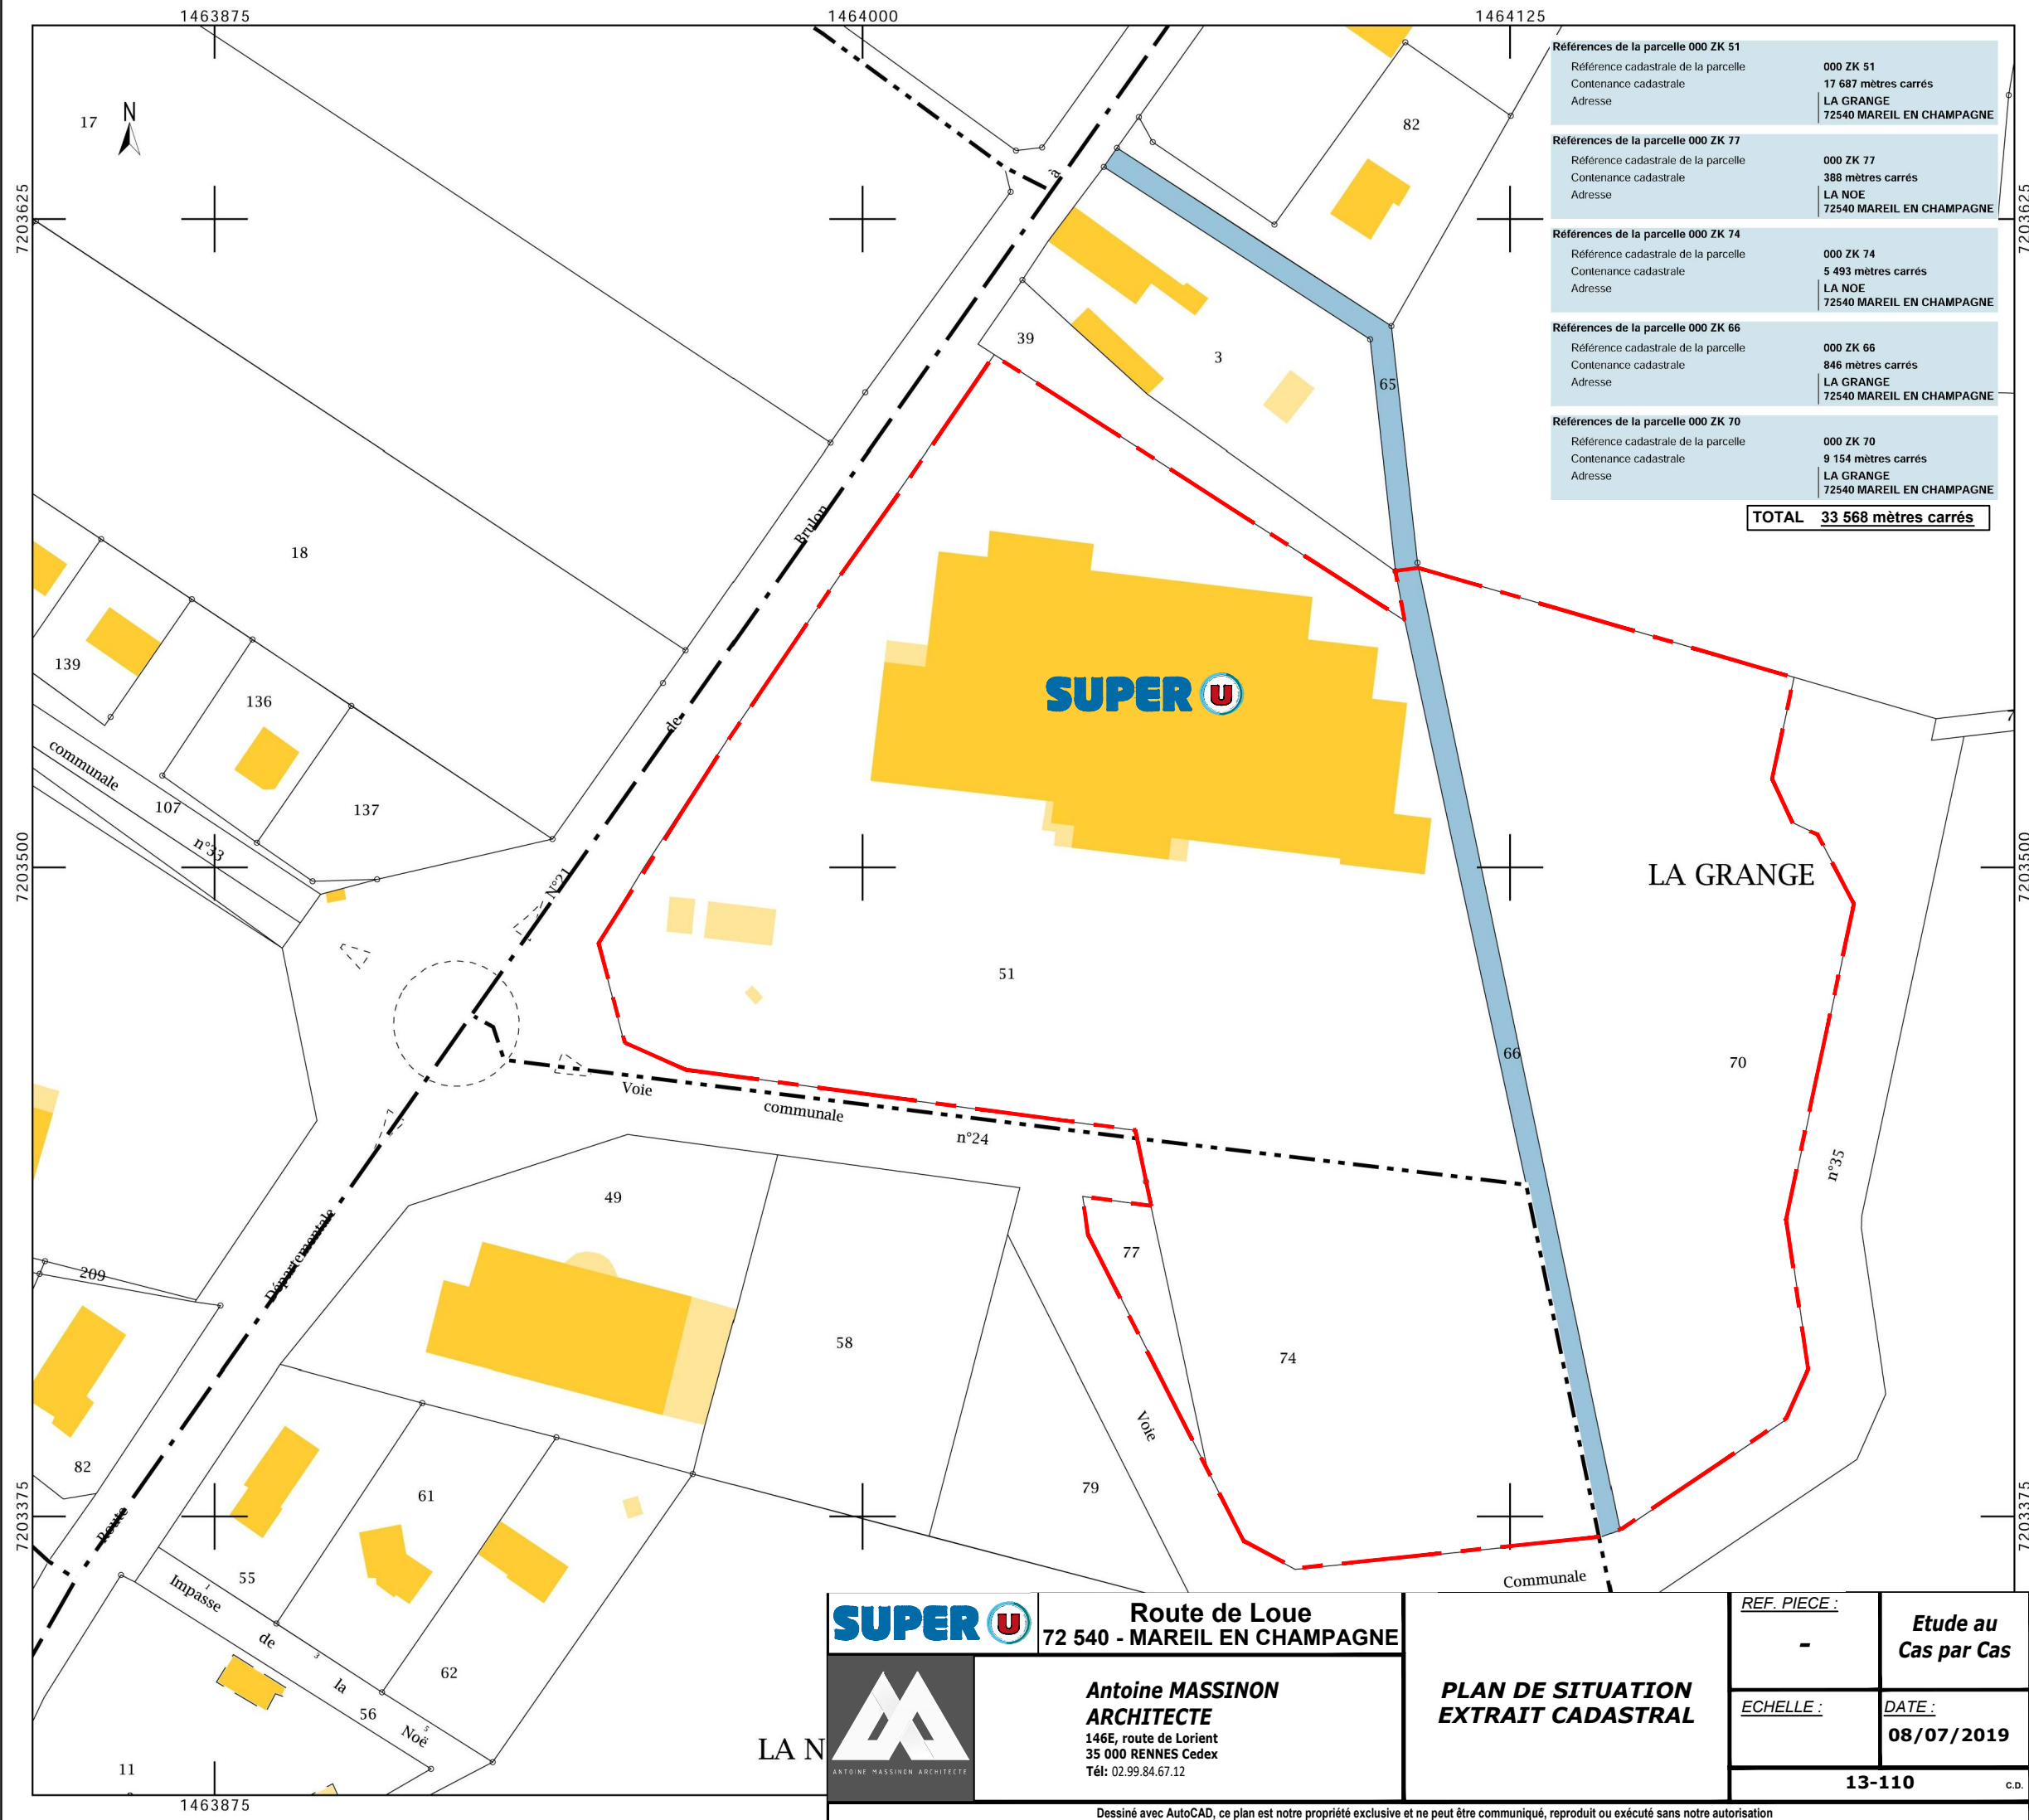 1463875
1464000
1464125
Références de la parcelle 000 ZK 51
Référence cadastrale de la parcelle 000 ZK 51
Contenance cadastrale 17 687 mètres carrés
Adresse LA GRANGE
72540 MAREIL EN CHAMPAGNE
Références de la parcelle 000 ZK 77
Référence cadastrale de la parcelle 000 ZK 77
Contenance cadastrale 388 mètres carrés
Adresse LA NOE
72540 MAREIL EN CHAMPAGNE
Références de la parcelle 000 ZK 74
Référence cadastrale de la parcelle 000 ZK 74
Contenance cadastrale 5 493 mètres carrés
Adresse LA NOE
72540 MAREIL EN CHAMPAGNE
Références de la parcelle 000 ZK 66
Référence cadastrale de la parcelle 000 ZK 66
Contenance cadastrale 846 mètres carrés
Adresse LA GRANGE
72540 MAREIL EN CHAMPAGNE
Références de la parcelle 000 ZK 70
Référence cadastrale de la parcelle 000 ZK 70
Contenance cadastrale 9 154 mètres carrés
Adresse LA GRANGE
72540 MAREIL EN CHAMPAGNE
TOTAL 33 568 mètres carrés
17
N
82
7203625
7203625
à
39
3
65
Brulon
18
139
136
de
SUPER U
7
communale
107
137
n°33
7203500
7203500
N°21
LA GRANGE
51
66
70
Voie
communale
n°24
7
n°35
49
77
Départementale
209
58
74
Voie
82
61
79
7203375
7203375
Route
55
Communale
Impasse
1
de
3
la
62
56
5
Noë
11
LA N
1463875
SUPER U
Route de Loue
72 540 - MAREIL EN CHAMPAGNE
ANTOINE MASSINON ARCHITECTE
Antoine MASSINON
ARCHITECTE
146E, route de Lorient
35 000 RENNES Cedex
Tél: 02.99.84.67.12
PLAN DE SITUATION
EXTRAIT CADASTRAL
REF. PIECE :
-
Etude au
Cas par Cas
ECHELLE :
DATE :
08/07/2019
13-110
C.D.
Dessiné avec AutoCAD, ce plan est notre propriété exclusive et ne peut être communiqué, reproduit ou exécuté sans notre autorisation